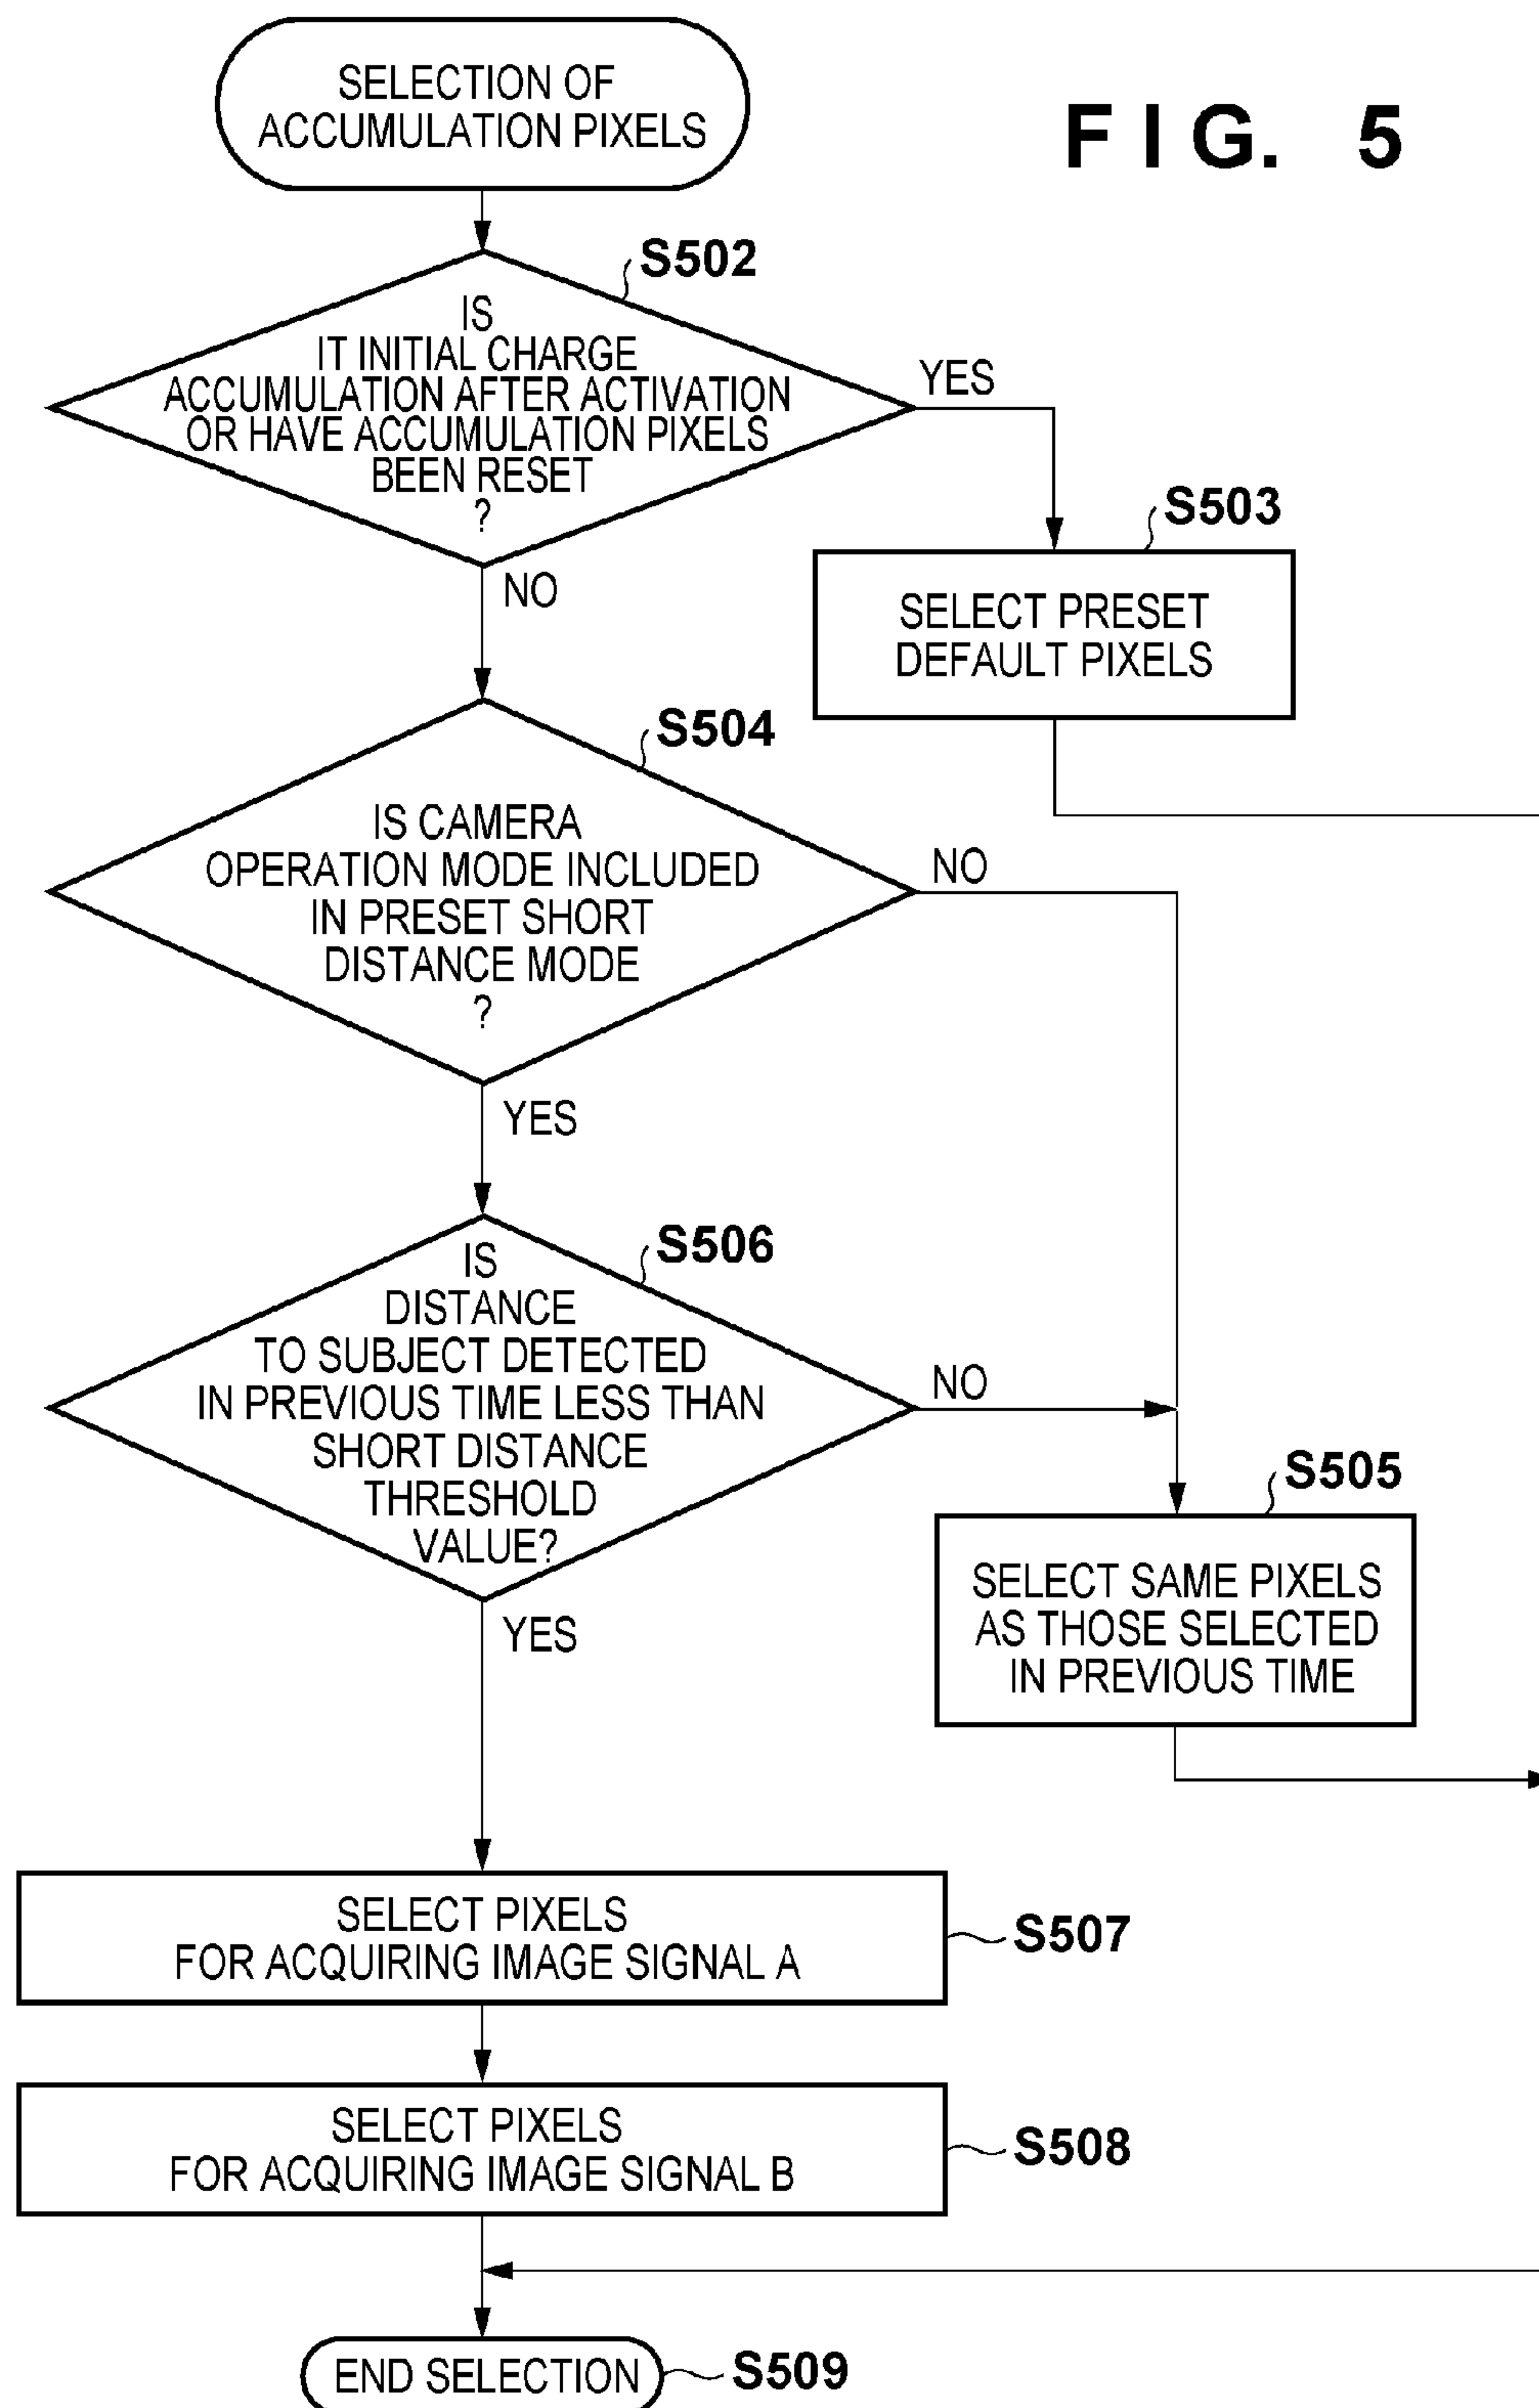 SELECTION OF
ACCUMULATION PIXELS
FIG. 5
S502
IS
IT INITIAL CHARGE
ACCUMULATION AFTER ACTIVATION
OR HAVE ACCUMULATION PIXELS
BEEN RESET
?
YES
NO
S503
SELECT PRESET
DEFAULT PIXELS
S504
IS CAMERA
OPERATION MODE INCLUDED
IN PRESET SHORT
DISTANCE MODE
?
NO
YES
S506
IS
DISTANCE
TO SUBJECT DETECTED
IN PREVIOUS TIME LESS THAN
SHORT DISTANCE
THRESHOLD
VALUE?
NO
YES
S505
SELECT SAME PIXELS
AS THOSE SELECTED
IN PREVIOUS TIME
SELECT PIXELS
FOR ACQUIRING IMAGE SIGNAL A
S507
SELECT PIXELS
FOR ACQUIRING IMAGE SIGNAL B
S508
END SELECTION
S509